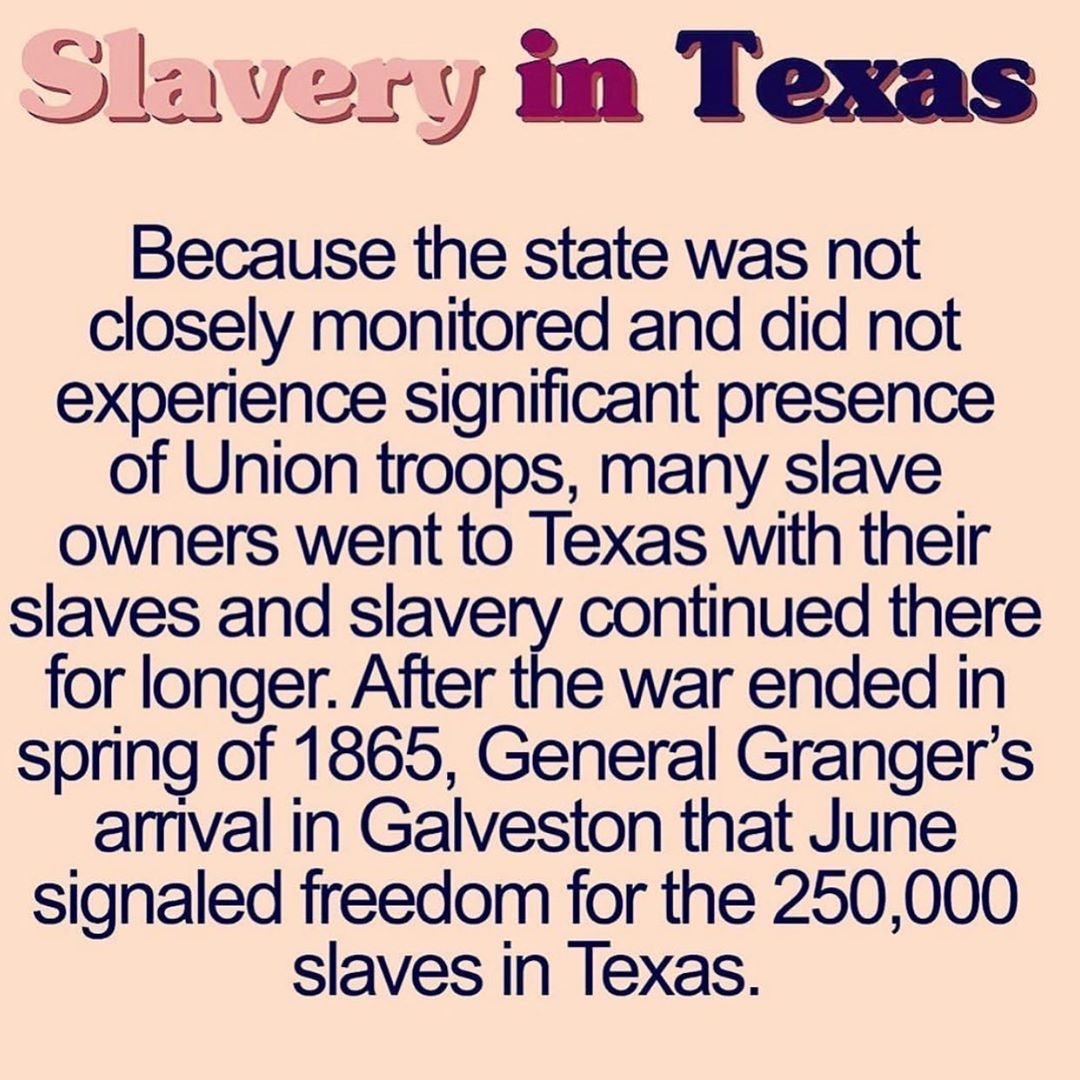 Slavery in Texas
Because the state was not
closely monitored and did not
experience significant presence
of Union troops, many slave
owners went to Texas with their
slaves and slavery continued there
for longer. After the war ended in
spring of 1865, General Granger’s
arrival in Galveston that June
signaled freedom for the 250,000
slaves in Texas.